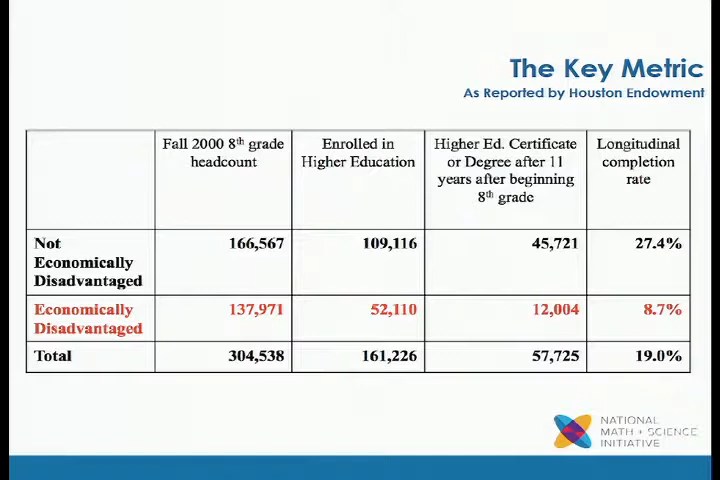 The Key Metric
As Reported by Houston Endowment
Fall 2000 8th grade headcount
Enrolled in Higher Education
Higher Ed. Certificate or Degree after 11 years after beginning 8th grade
Longitudinal completion rate
Not Economically Disadvantaged 166,567 109,116 45,721 27.4%
Economically Disadvantaged 137,971 52,110 12,004 8.7%
Total 304,538 161,226 57,725 19.0%
NATIONAL
MATH + SCIENCE
INITIATIVE